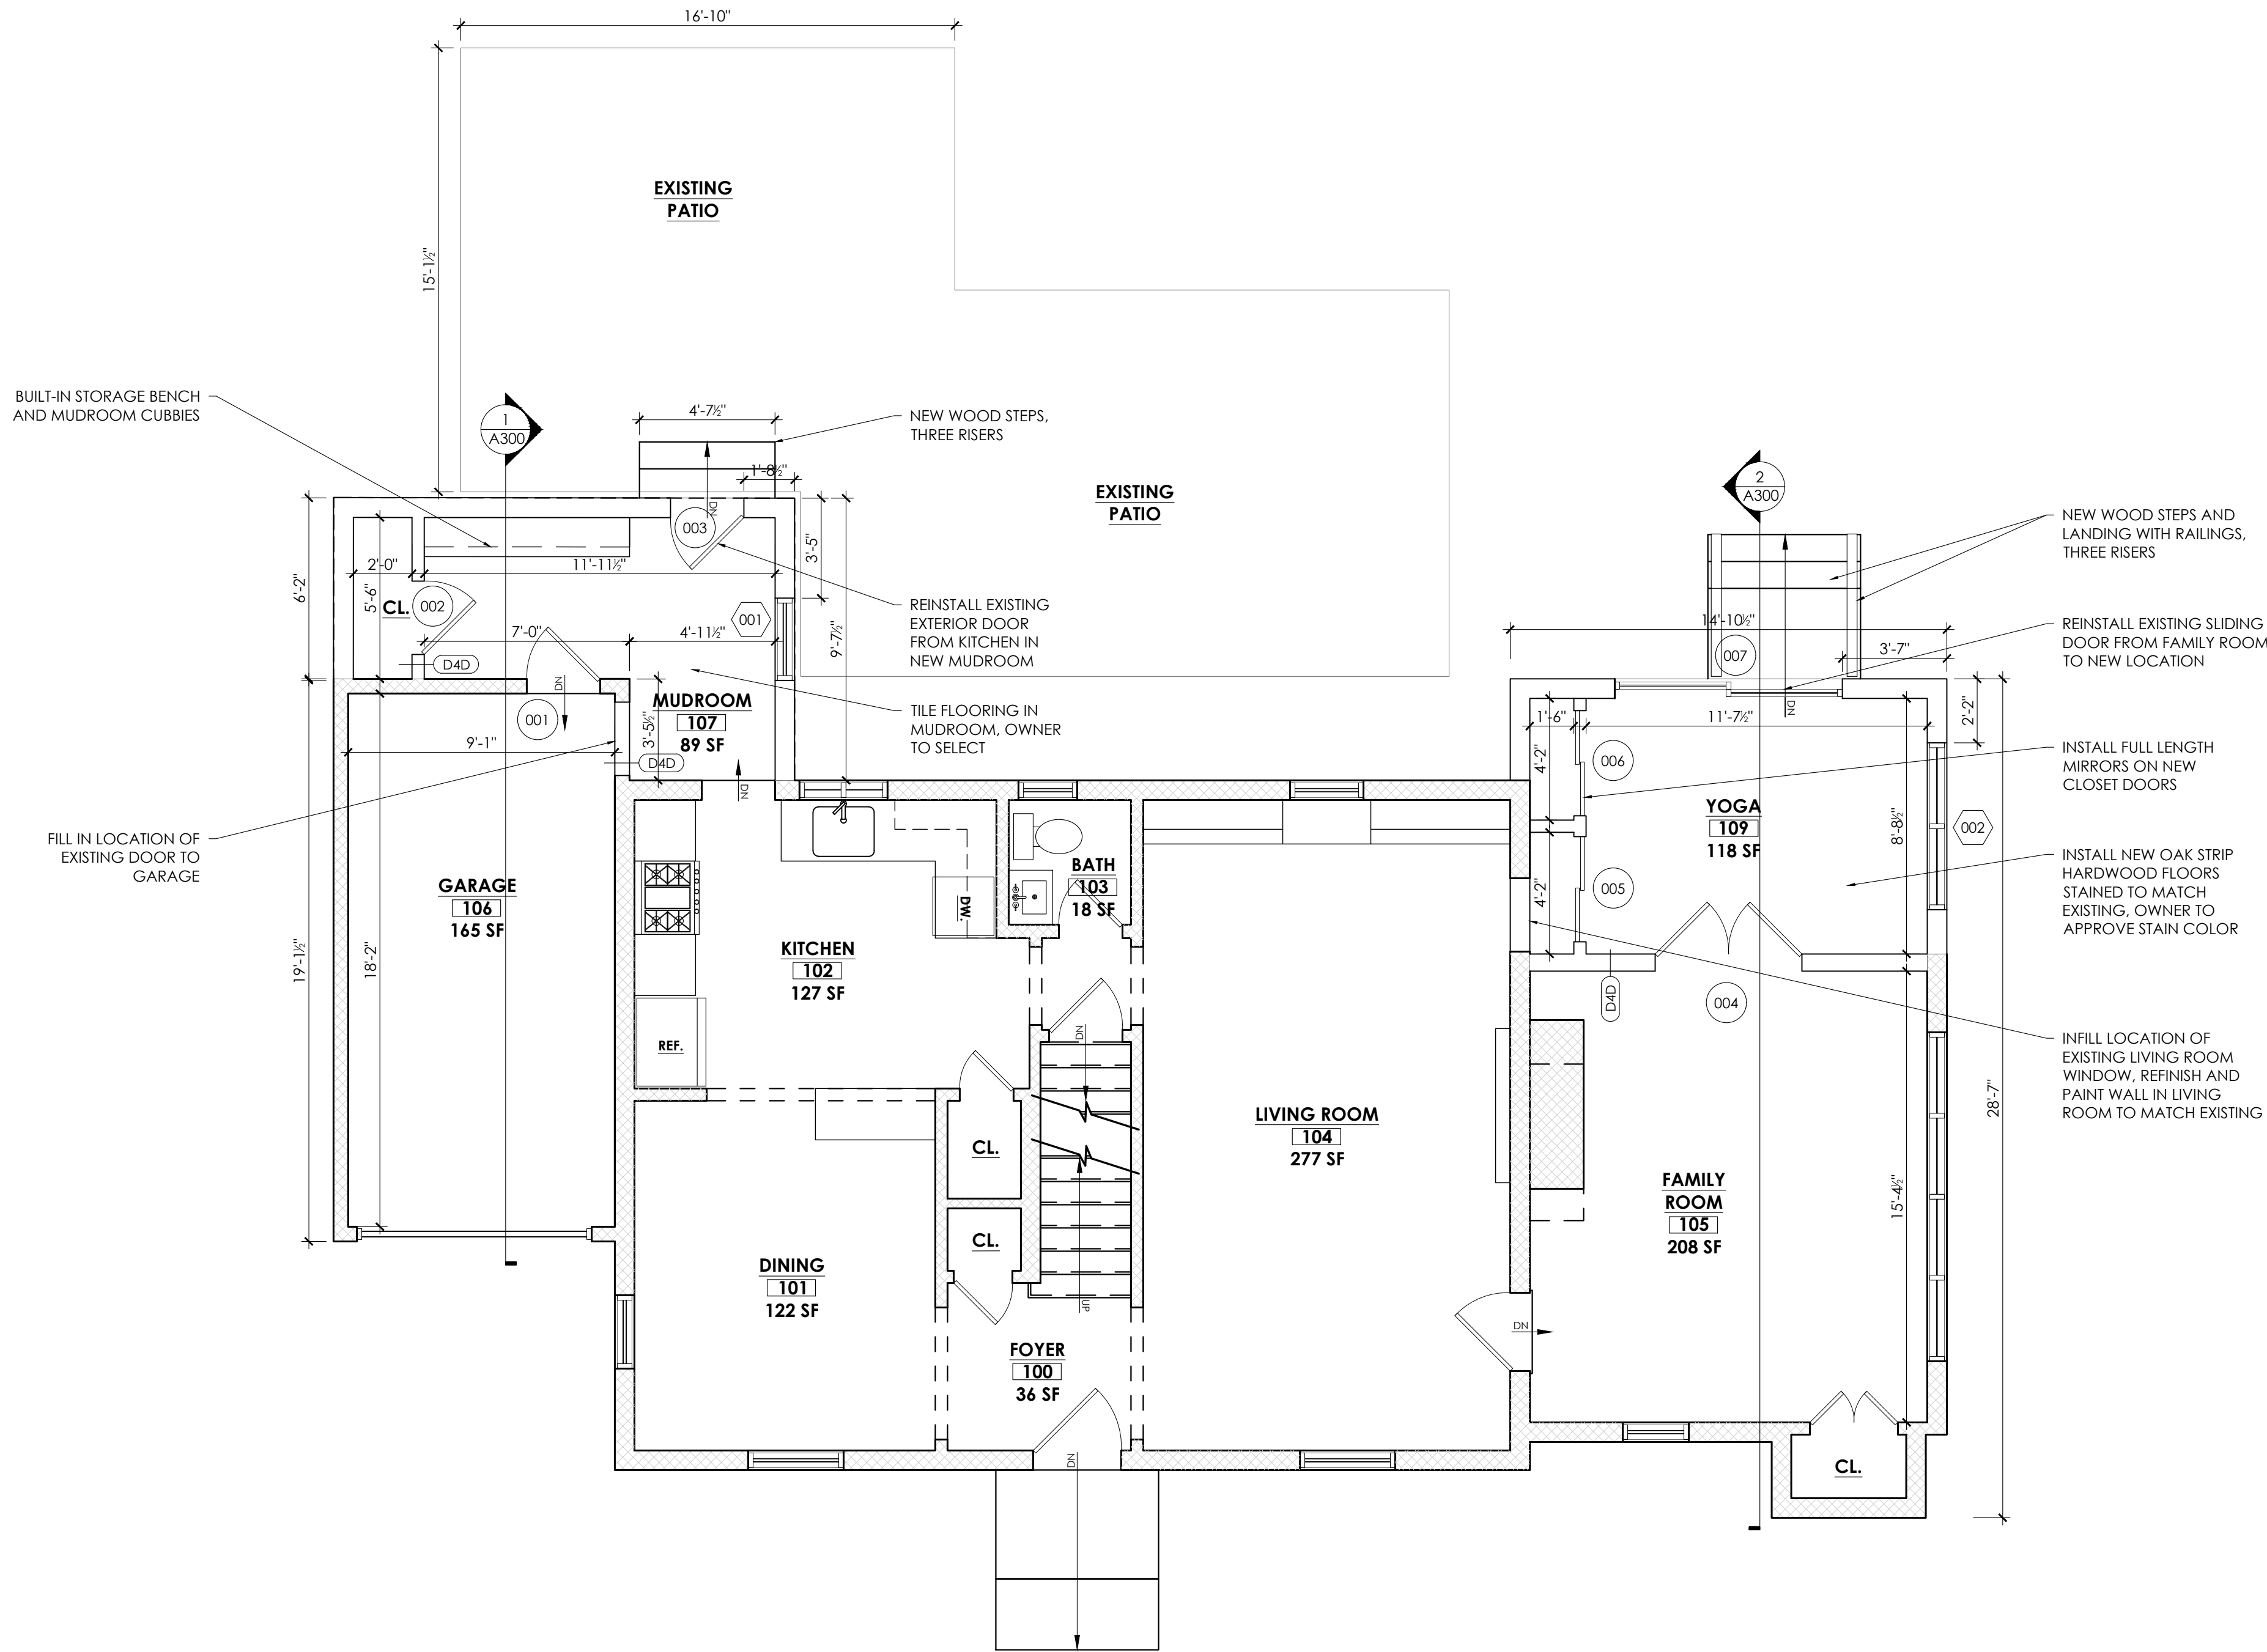 16'-10"
15'-1½"
EXISTING
PATIO
BUILT-IN STORAGE BENCH
AND MUDROOM CUBBIES
1
A300
4'-7½"
NEW WOOD STEPS,
THREE RISERS
1'-8½"
EXISTING
PATIO
2
A300
NEW WOOD STEPS AND
LANDING WITH RAILINGS,
THREE RISERS
DN
003
3'-5"
2'-0"
11'-11½"
6'-2"
5'-6"
CL.
002
001
REINSTALL EXISTING
EXTERIOR DOOR
FROM KITCHEN IN
NEW MUDROOM
7'-0"
4'-11½"
9'-7½"
D4D
14'-10½"
REINSTALL EXISTING SLIDING
DOOR FROM FAMILY ROOM
TO NEW LOCATION
007
3'-7"
DN
001
MUDROOM
107
89 SF
3'-5½"
9'-1"
D4D
DN
TILE FLOORING IN
MUDROOM, OWNER
TO SELECT
DN
1'-6"
11'-7½"
2'-2"
4'-2"
006
INSTALL FULL LENGTH
MIRRORS ON NEW
CLOSET DOORS
YOGA
109
118 SF
8'-8½"
002
FILL IN LOCATION OF
EXISTING DOOR TO
GARAGE
GARAGE
106
165 SF
BATH
103
18 SF
4'-2"
005
INSTALL NEW OAK STRIP
HARDWOOD FLOORS
STAINED TO MATCH
EXISTING, OWNER TO
APPROVE STAIN COLOR
DW.
19'-1½"
18'-2"
KITCHEN
102
127 SF
D4D
004
REF.
DN
INFILL LOCATION OF
EXISTING LIVING ROOM
WINDOW, REFINISH AND
PAINT WALL IN LIVING
ROOM TO MATCH EXISTING
28'-7"
LIVING ROOM
104
277 SF
CL.
FAMILY
ROOM
105
208 SF
15'-4½"
CL.
DINING
101
122 SF
UP
DN
FOYER
100
36 SF
DN
CL.